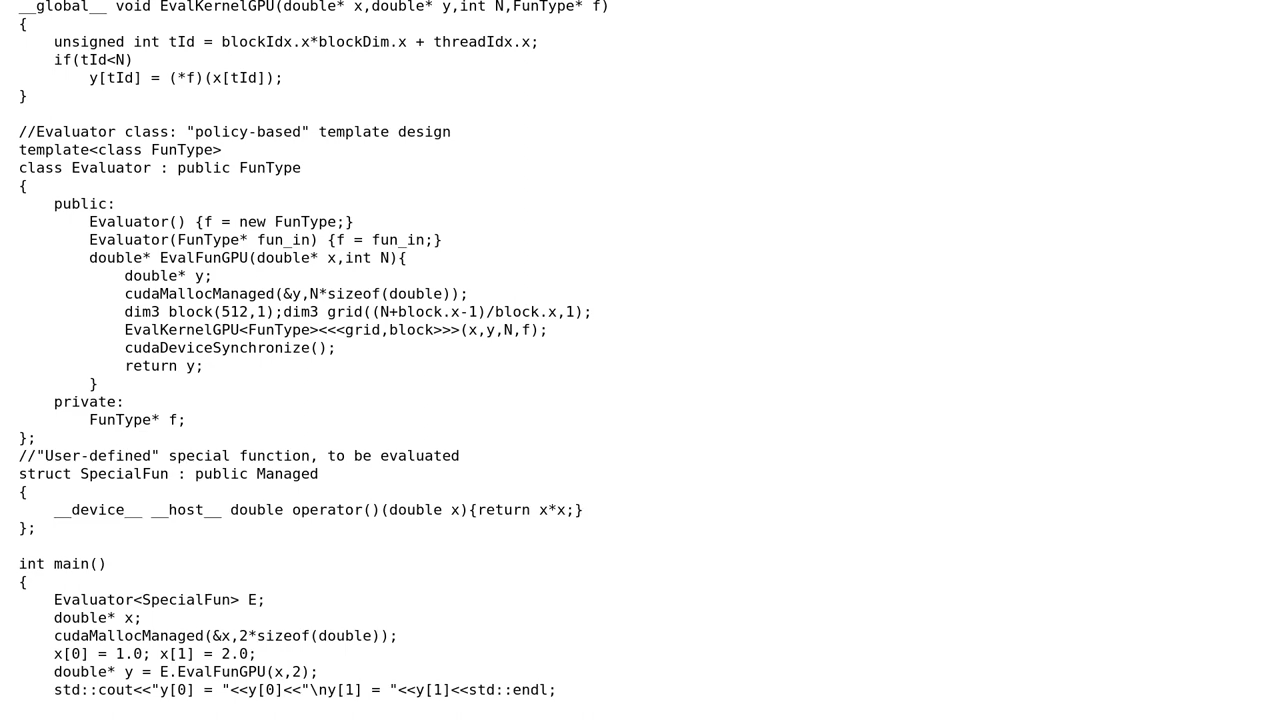 __global__ void EvalKernelGPU(double* x,double* y,int N,FunType* f)
{
    unsigned int tId = blockIdx.x*blockDim.x + threadIdx.x;
    if(tId<N)
        y[tId] = (*f)(x[tId]);
}

//Evaluator class: "policy-based" template design
template<class FunType>
class Evaluator : public FunType
{
    public:
        Evaluator() {f = new FunType;}
        Evaluator(FunType* fun_in) {f = fun_in;}
        double* EvalFunGPU(double* x,int N){
            double* y;
            cudaMallocManaged(&y,N*sizeof(double));
            dim3 block(512,1);dim3 grid((N+block.x-1)/block.x,1);
            EvalKernelGPU<FunType><<<grid,block>>>(x,y,N,f);
            cudaDeviceSynchronize();
            return y;
        }
    private:
        FunType* f;
};
//"User-defined" special function, to be evaluated
struct SpecialFun : public Managed
{
    __device__ __host__ double operator()(double x){return x*x;}
};

int main()
{
    Evaluator<SpecialFun> E;
    double* x;
    cudaMallocManaged(&x,2*sizeof(double));
    x[0] = 1.0; x[1] = 2.0;
    double* y = E.EvalFunGPU(x,2);
    std::cout<<"y[0] = "<<y[0]<<"\ny[1] = "<<y[1]<<std::endl;